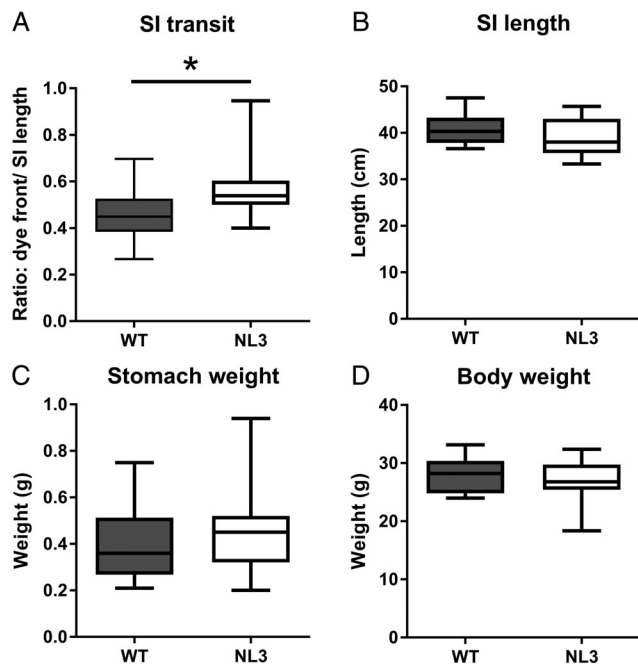 A
SI transit
*
Ratio: dye front/ SI length
1.0
0.8
0.6
0.4
0.2
0.0
WT
NL3
B
SI length
Length (cm)
50
40
30
20
10
0
WT
NL3
C
Stomach weight
Weight (g)
1.0
0.8
0.6
0.4
0.2
0.0
WT
NL3
D
Body weight
Weight (g)
40
30
20
10
0
WT
NL3